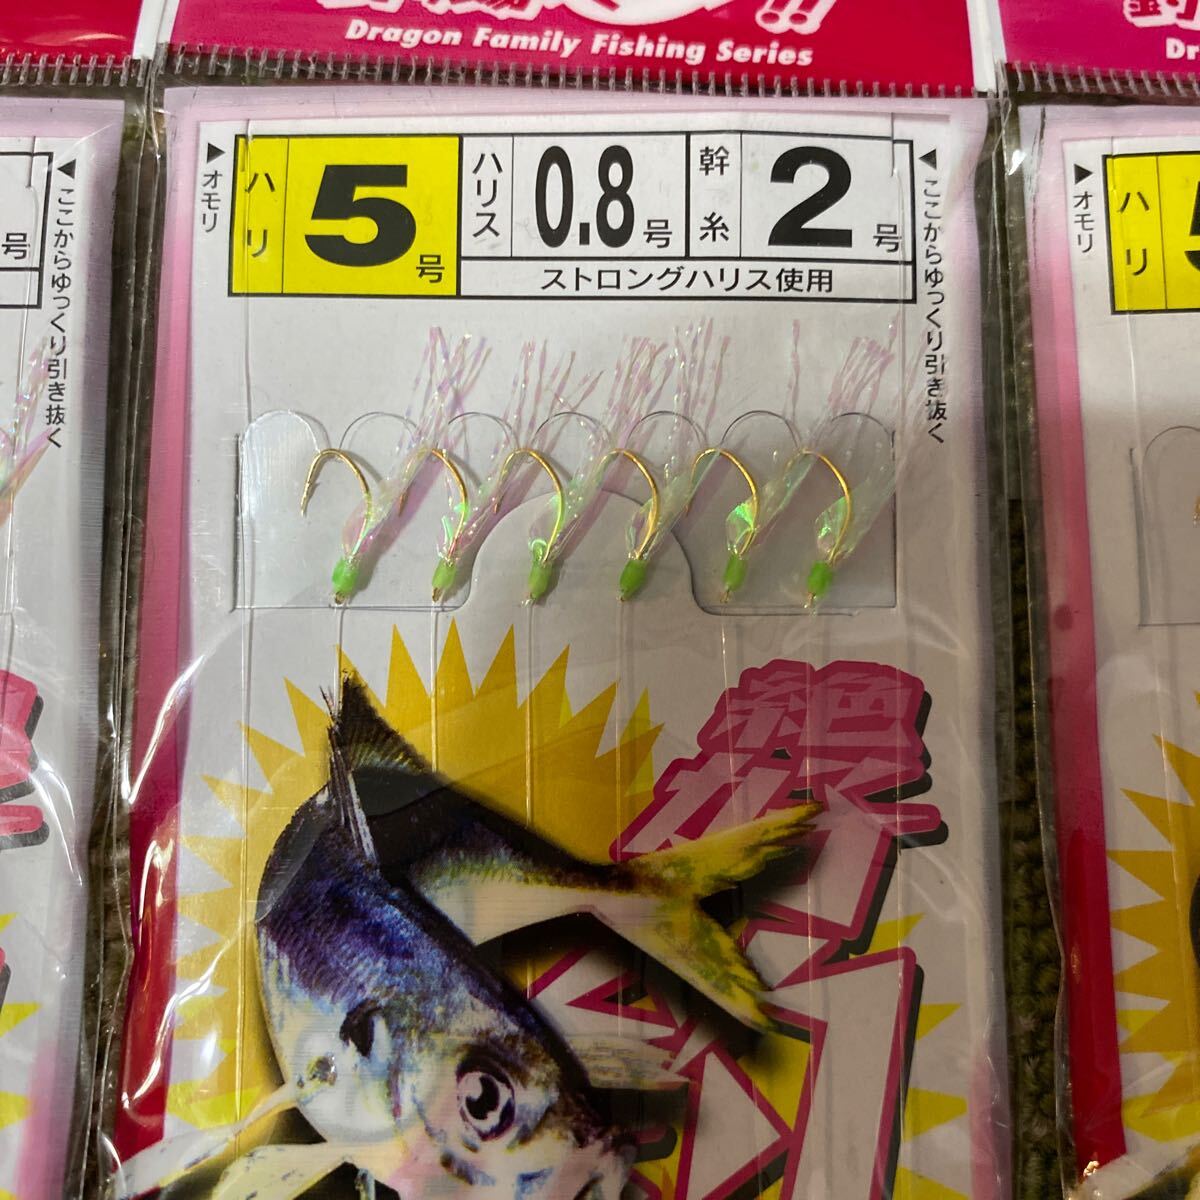 Dragon Family Fishing Series
ハリ 5号
ハリス 0.8号
幹糸 2号
ストロングハリス使用
◀オモリ
▼ここからゆっくり引き抜く
号
▼ここからゆっくり引き抜く
Dr
◀オモリ
ハリ 5